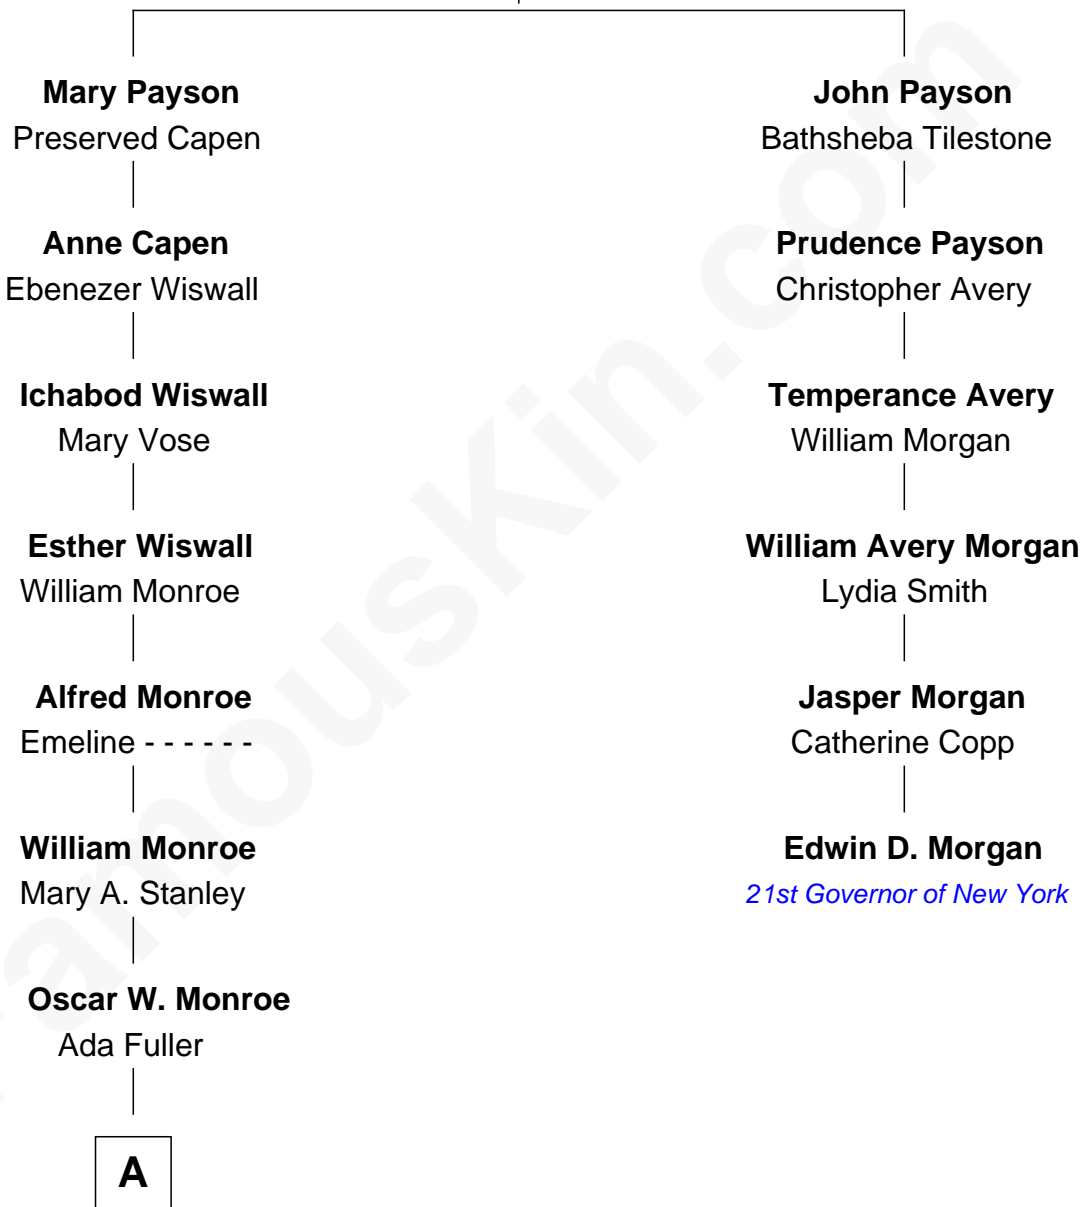 Mary Payson
Preserved Capen
Anne Capen
Ebenezer Wiswall
Ichabod Wiswall
Mary Vose
Esther Wiswall
William Monroe
Alfred Monroe
Emeline - - - - - -
William Monroe
Mary A. Stanley
Oscar W. Monroe
Ada Fuller
A
John Payson
Bathsheba Tilestone
Prudence Payson
Christopher Avery
Temperance Avery
William Morgan
William Avery Morgan
Lydia Smith
Jasper Morgan
Catherine Copp
Edwin D. Morgan
21st Governor of New York
FamousKin.com